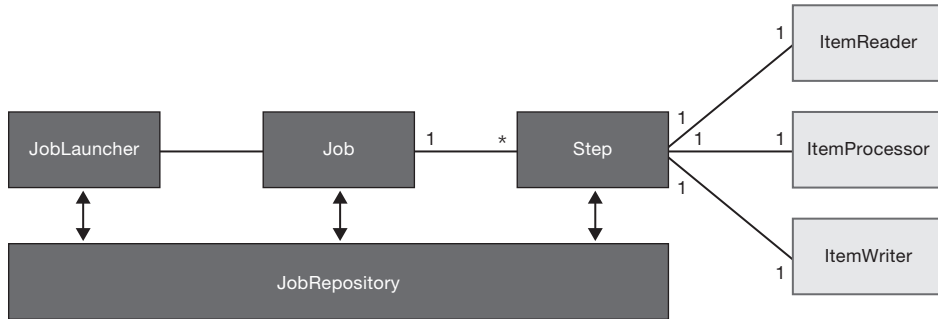 1
ItemReader
1
JobLauncher
Job
1
*
Step
1
1
ItemProcessor
1
JobRepository
1
ItemWriter